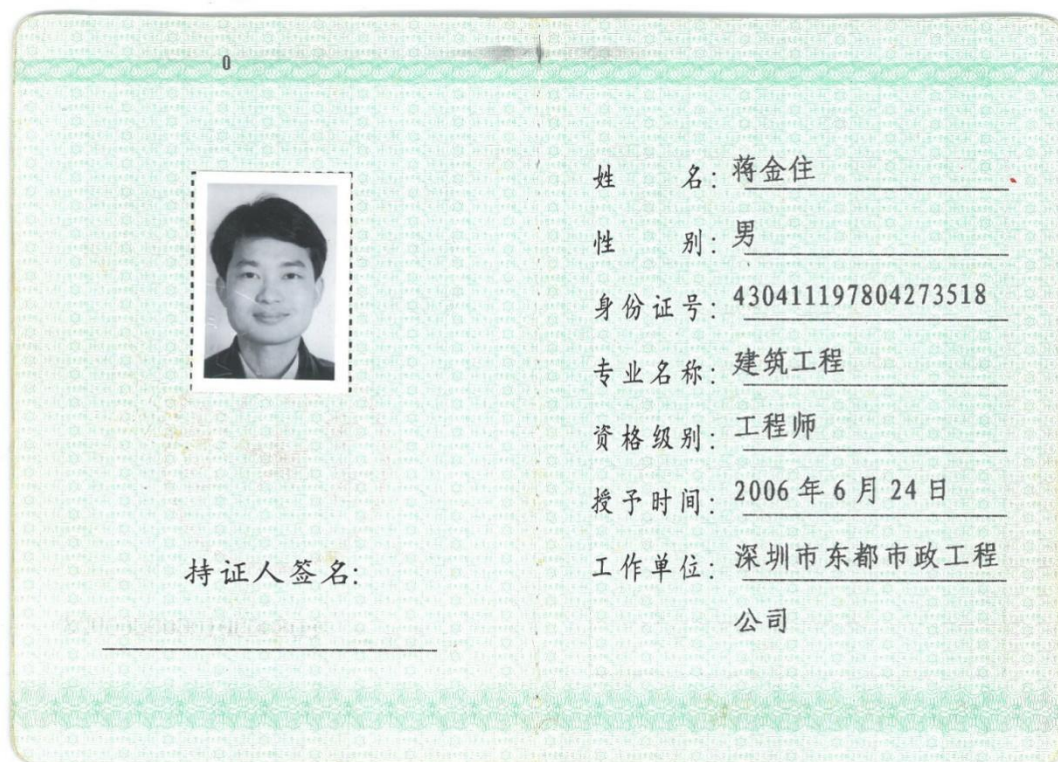 0
持证人签名:
姓 名: 蒋金住
性 别: 男
身份证号: 430411197804273518
专业名称: 建筑工程
资格级别: 工程师
授予时间: 2006 年 6 月 24 日
工作单位: 深圳市东都市政工程
公司